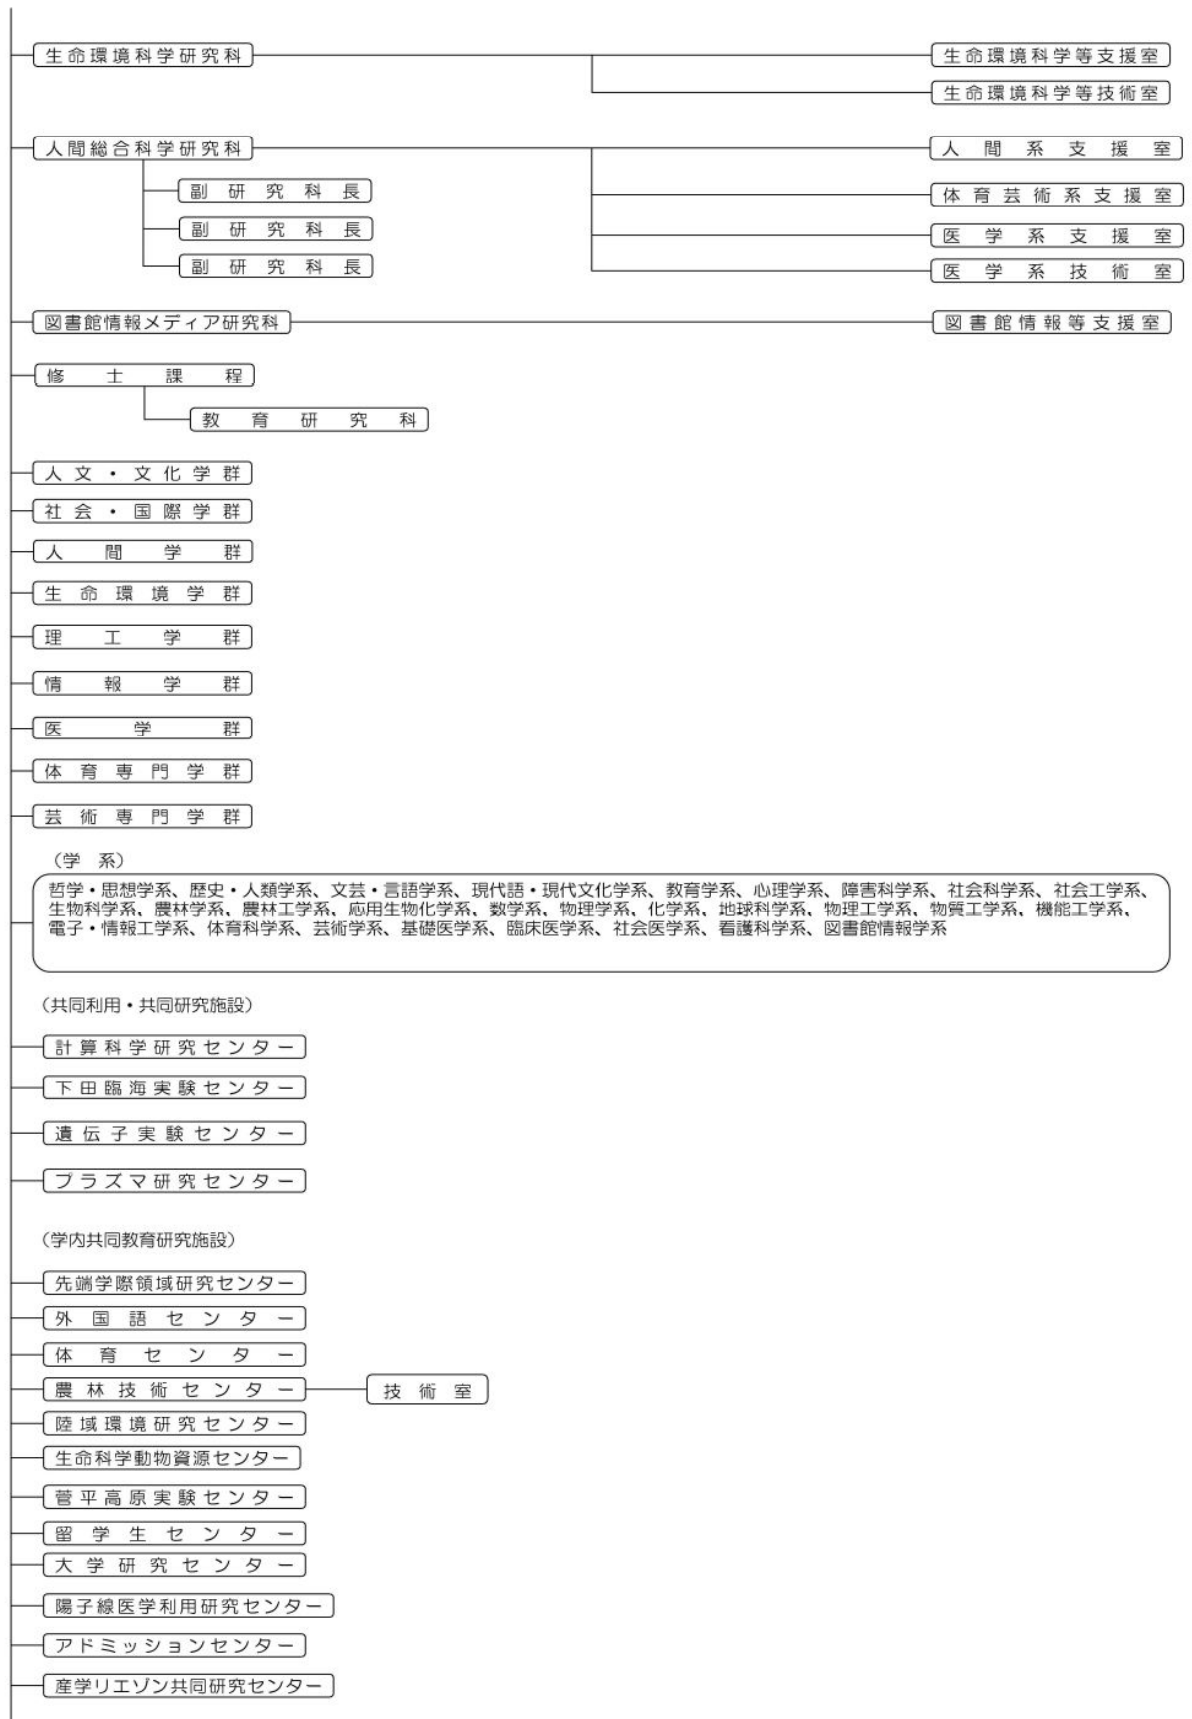 生命環境科学研究科
生命環境科学等支援室
生命環境科学等技術室
人間総合科学研究科
人間系支援室
副研究科長
体育芸術系支援室
副研究科長
医学系支援室
副研究科長
医学系技術室
図書館情報メディア研究科
図書館情報等支援室
修士課程
教育研究科
人文・文化学群
社会・国際学群
人間学群
生命環境学群
理工学群
情報学群
医学群
体育専門学群
芸術専門学群
（学 系）
哲学・思想学系、歴史・人類学系、文芸・言語学系、現代語・現代文化学系、教育学系、心理学系、障害科学系、社会科学系、社会工学系、
生物科学系、農林学系、農林工学系、応用生物化学系、数学系、物理学系、化学系、地球科学系、物理工学系、物質工学系、機能工学系、
電子・情報工学系、体育科学系、芸術学系、基礎医学系、臨床医学系、社会医学系、看護科学系、図書館情報学系
（共同利用・共同研究施設）
計算科学研究センター
下田臨海実験センター
遺伝子実験センター
プラズマ研究センター
（学内共同教育研究施設）
先端学際領域研究センター
外国語センター
体育センター
農林技術センター
技術室
陸域環境研究センター
生命科学動物資源センター
菅平高原実験センター
留学生センター
大学研究センター
陽子線医学利用研究センター
アドミッションセンター
産学リエゾン共同研究センター